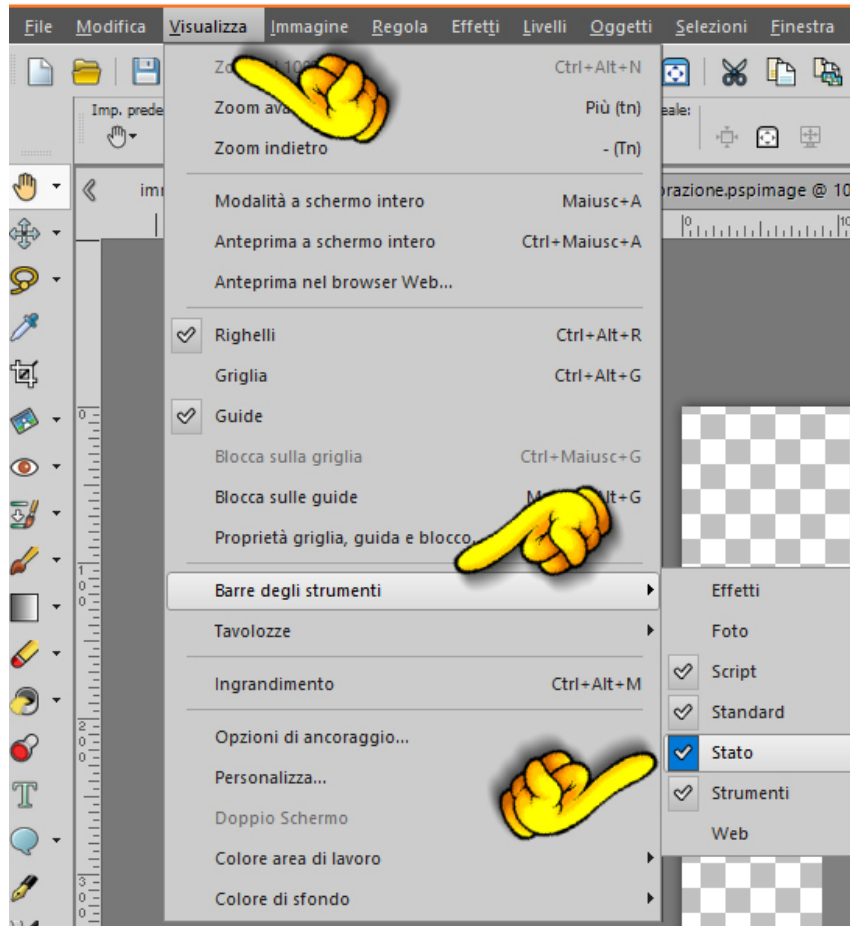 File Modifica Visualizza Immagine Regola Effetti Livelli Oggetti Selezioni Finestra
Ctrl+Alt+N
Imp. prede
Zoom Più (tn)
eale:
Zoom indietro - (Tn)
razione.pspimage @ 10
Modalità a schermo intero Maiusc+A
Anteprima a schermo intero Ctrl+Maiusc+A
Anteprima nel browser Web...
Righelli Ctrl+Alt+R
Griglia Ctrl+Alt+G
Guide
Blocca sulla griglia Ctrl+Maiusc+G
Blocca sulle guide
Proprietà griglia, guida e blocco
Barre degli strumenti
Effetti
Tavolozze
Foto
Ingrandimento Ctrl+Alt+M
Script
Standard
Opzioni di ancoraggio...
Stato
Personalizza...
Strumenti
Doppio Schermo
Web
Colore area di lavoro
Colore di sfondo